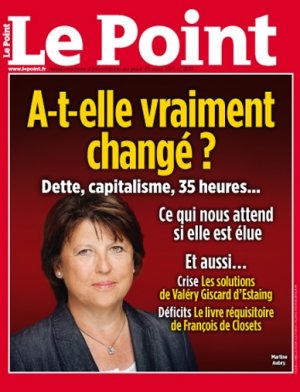 Le Point
Le Point
www.lepoint.fr
A-t-elle vraiment
changé ?
Dette, capitalisme, 35 heures...
Ce qui nous attend
si elle est élue
Et aussi...
Crise Les solutions
de Valéry Giscard d'Estaing
Déficits Le livre réquisitoire
de François de Closets
Martine
Aubry